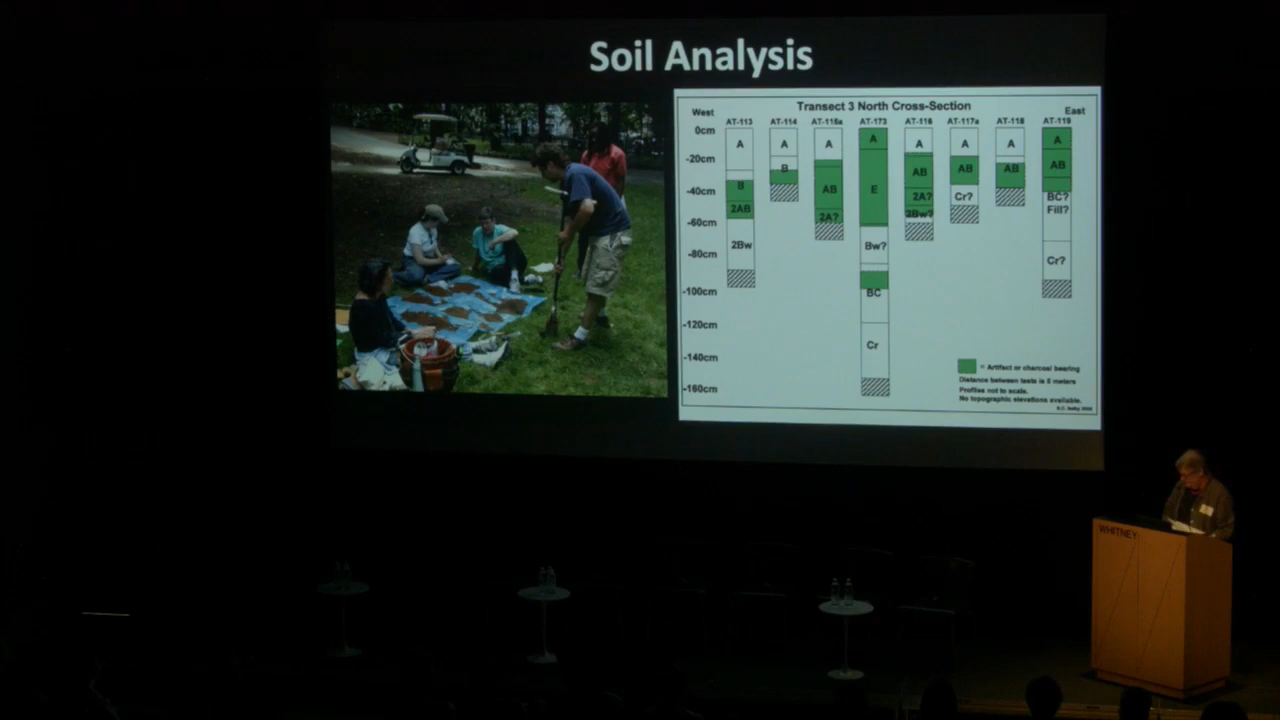 Soil Analysis
Transect 3 North Cross-Section
West
East
AT-113 AT-114 AT-115a AT-173 AT-116 AT-117a AT-118 AT-119
0cm
-20cm
-40cm
-60cm
-80cm
-100cm
-120cm
-140cm
-160cm
A
B
2AB
2Bw
A
B
A
AB
2A?
A
E
Bw?
BC
Cr
A
AB
2A?
2Bw?
A
Cr?
A
AB
A
AB
BC?
Fill?
Cr?
= Artifact or charcoal bearing
Distance between tests is 5 meters
Profiles not to scale.
No topographic elevations available.
WHITNEY